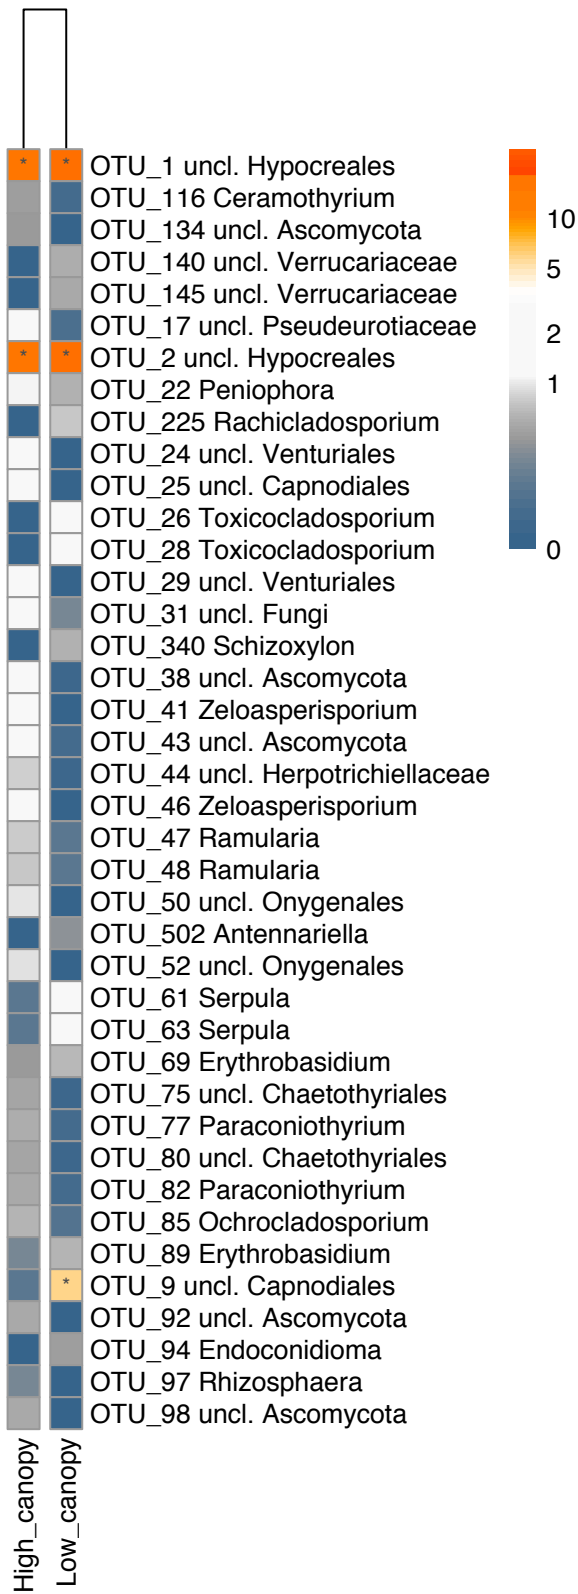 * * OTU_1 uncl. Hypocreales
OTU_116 Ceramothyrium
OTU_134 uncl. Ascomycota
OTU_140 uncl. Verrucariaceae
OTU_145 uncl. Verrucariaceae
OTU_17 uncl. Pseudeurotiaceae
* * OTU_2 uncl. Hypocreales
OTU_22 Peniophora
OTU_225 Rachicladosporium
OTU_24 uncl. Venturiales
OTU_25 uncl. Capnodiales
OTU_26 Toxicocladosporium
OTU_28 Toxicocladosporium
OTU_29 uncl. Venturiales
OTU_31 uncl. Fungi
OTU_340 Schizoxylon
OTU_38 uncl. Ascomycota
OTU_41 Zeloasperisporium
OTU_43 uncl. Ascomycota
OTU_44 uncl. Herpotrichiellaceae
OTU_46 Zeloasperisporium
OTU_47 Ramularia
OTU_48 Ramularia
OTU_50 uncl. Onygenales
OTU_502 Antennariella
OTU_52 uncl. Onygenales
OTU_61 Serpula
OTU_63 Serpula
OTU_69 Erythrobasidium
OTU_75 uncl. Chaetothyriales
OTU_77 Paraconiothyrium
OTU_80 uncl. Chaetothyriales
OTU_82 Paraconiothyrium
OTU_85 Ochrocladosporium
OTU_89 Erythrobasidium
* OTU_9 uncl. Capnodiales
OTU_92 uncl. Ascomycota
OTU_94 Endoconidioma
OTU_97 Rhizosphaera
OTU_98 uncl. Ascomycota
High_canopy
Low_canopy
10
5
2
1
0